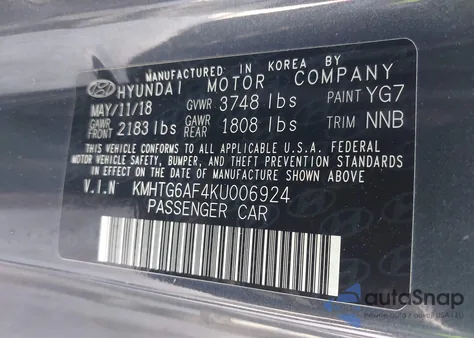 MANUFACTURED IN KOREA BY
HYUNDAI MOTOR COMPANY
MAY/11/18 GVWR 3748 lbs PAINT YG7
GAWR FRONT 2183 lbs GAWR REAR 1808 lbs TRIM NNB
THIS VEHICLE CONFORMS TO ALL APPLICABLE U.S.A. FEDERAL
MOTOR VEHICLE SAFETY, BUMPER, AND THEFT PREVENTION STANDARDS
IN EFFECT ON THE DATE OF MANUFACTURE SHOWN ABOVE.
V.I.N KMHTG6AF4KU006924
PASSENGER CAR
autoSnap